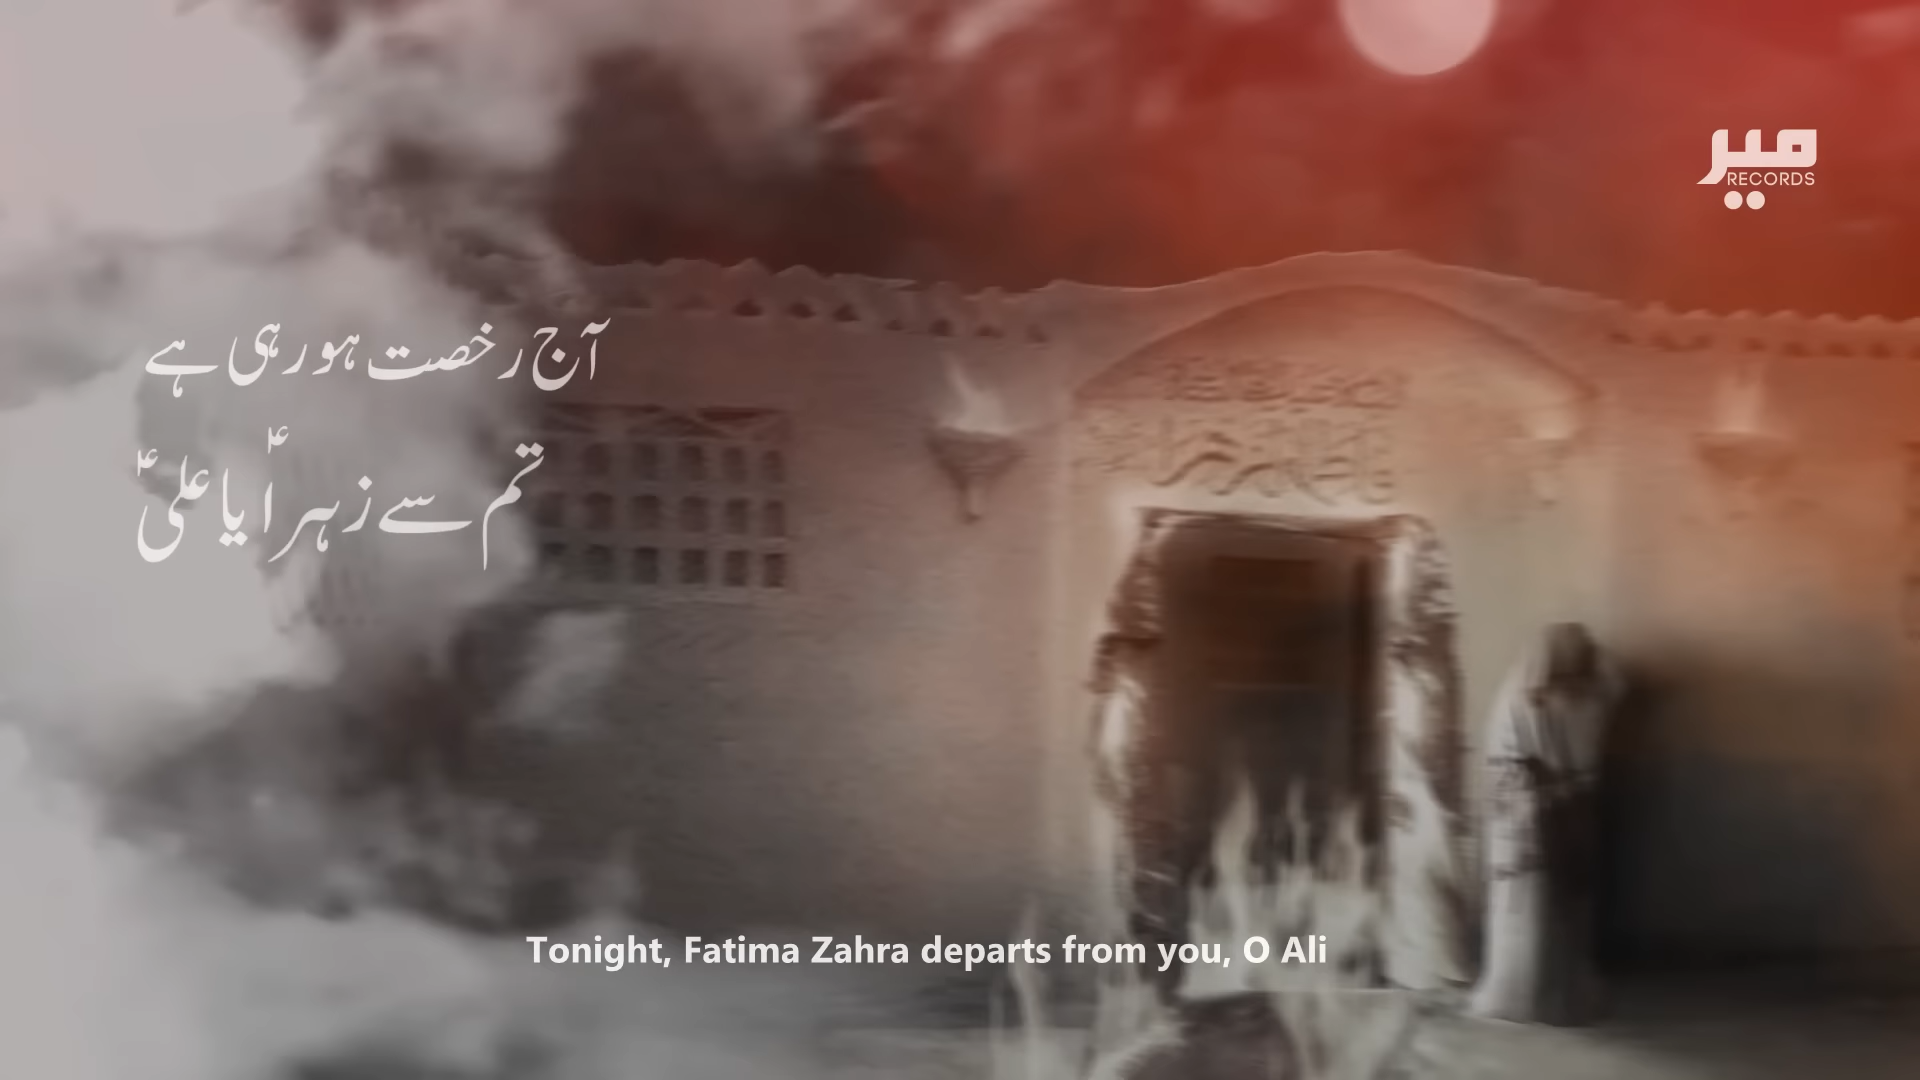 میر
RECORDS
آج رخصت ہو رہی ہے
تم سے زہراؑ یا علیؑ
Tonight, Fatima Zahra departs from you, O Ali